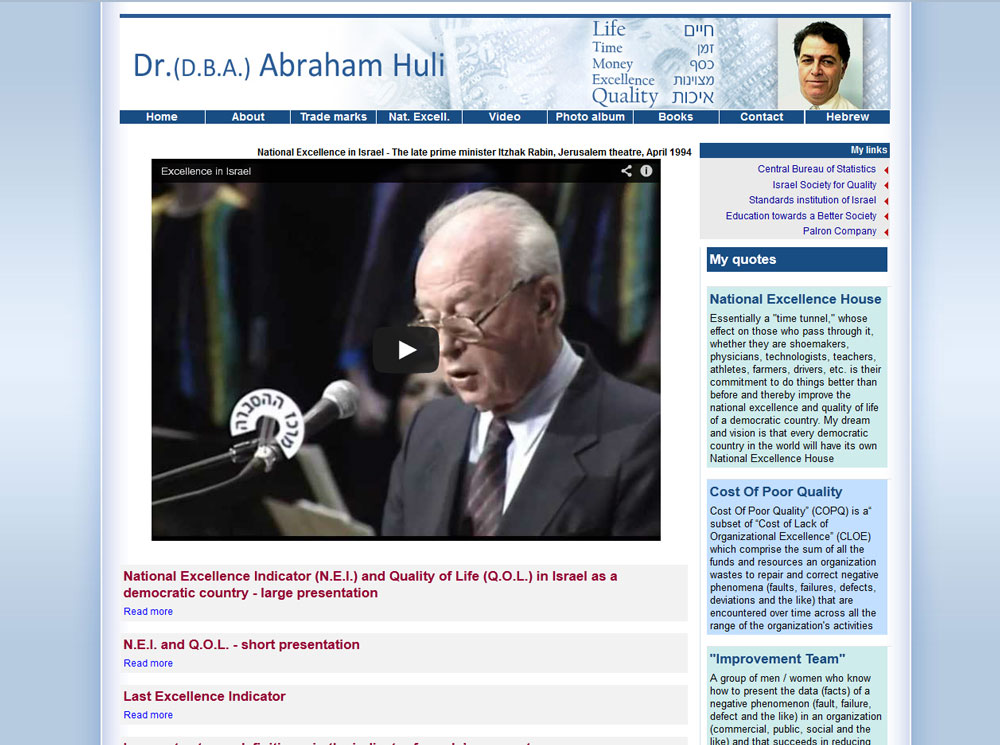 Dr.(D.B.A.) Abraham Huli
Life חיים
Time זמן
Money כסף
Excellence מצוינות
Quality איכות
Home About Trade marks Nat. Excell. Video Photo album Books Contact Hebrew
National Excellence in Israel - The late prime minister Itzhak Rabin, Jerusalem theatre, April 1994
Excellence in Israel
מרכז ההסברה
National Excellence Indicator (N.E.I.) and Quality of Life (Q.O.L.) in Israel as a
democratic country - large presentation
Read more
N.E.I. and Q.O.L. - short presentation
Read more
Last Excellence Indicator
Read more
My links
Central Bureau of Statistics
Israel Society for Quality
Standards institution of Israel
Education towards a Better Society
Palron Company
My quotes
National Excellence House
Essentially a "time tunnel," whose
effect on those who pass through it,
whether they are shoemakers,
physicians, technologists, teachers,
athletes, farmers, drivers, etc. is their
commitment to do things better than
before and thereby improve the
national excellence and quality of life
of a democratic country. My dream
and vision is that every democratic
country in the world will have its own
National Excellence House
Cost Of Poor Quality
Cost Of Poor Quality” (COPQ) is a“
subset of “Cost of Lack of
Organizational Excellence” (CLOE)
which comprise the sum of all the
funds and resources an organization
wastes to repair and correct negative
phenomena (faults, failures, defects,
deviations and the like) that are
encountered over time across all the
range of the organization's activities
"Improvement Team"
A group of men / women who know
how to present the data (facts) of a
negative phenomenon (fault, failure,
defect and the like) in an organization
(commercial, public, social and the
like) and that succeeds in reducing